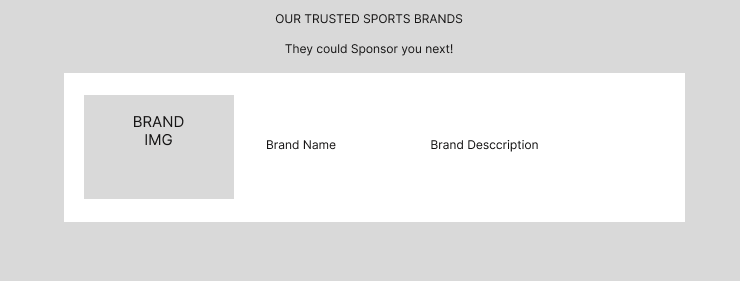 OUR TRUSTED SPORTS BRANDS
They could Sponsor you next!
BRAND
IMG
Brand Name
Brand Desccription